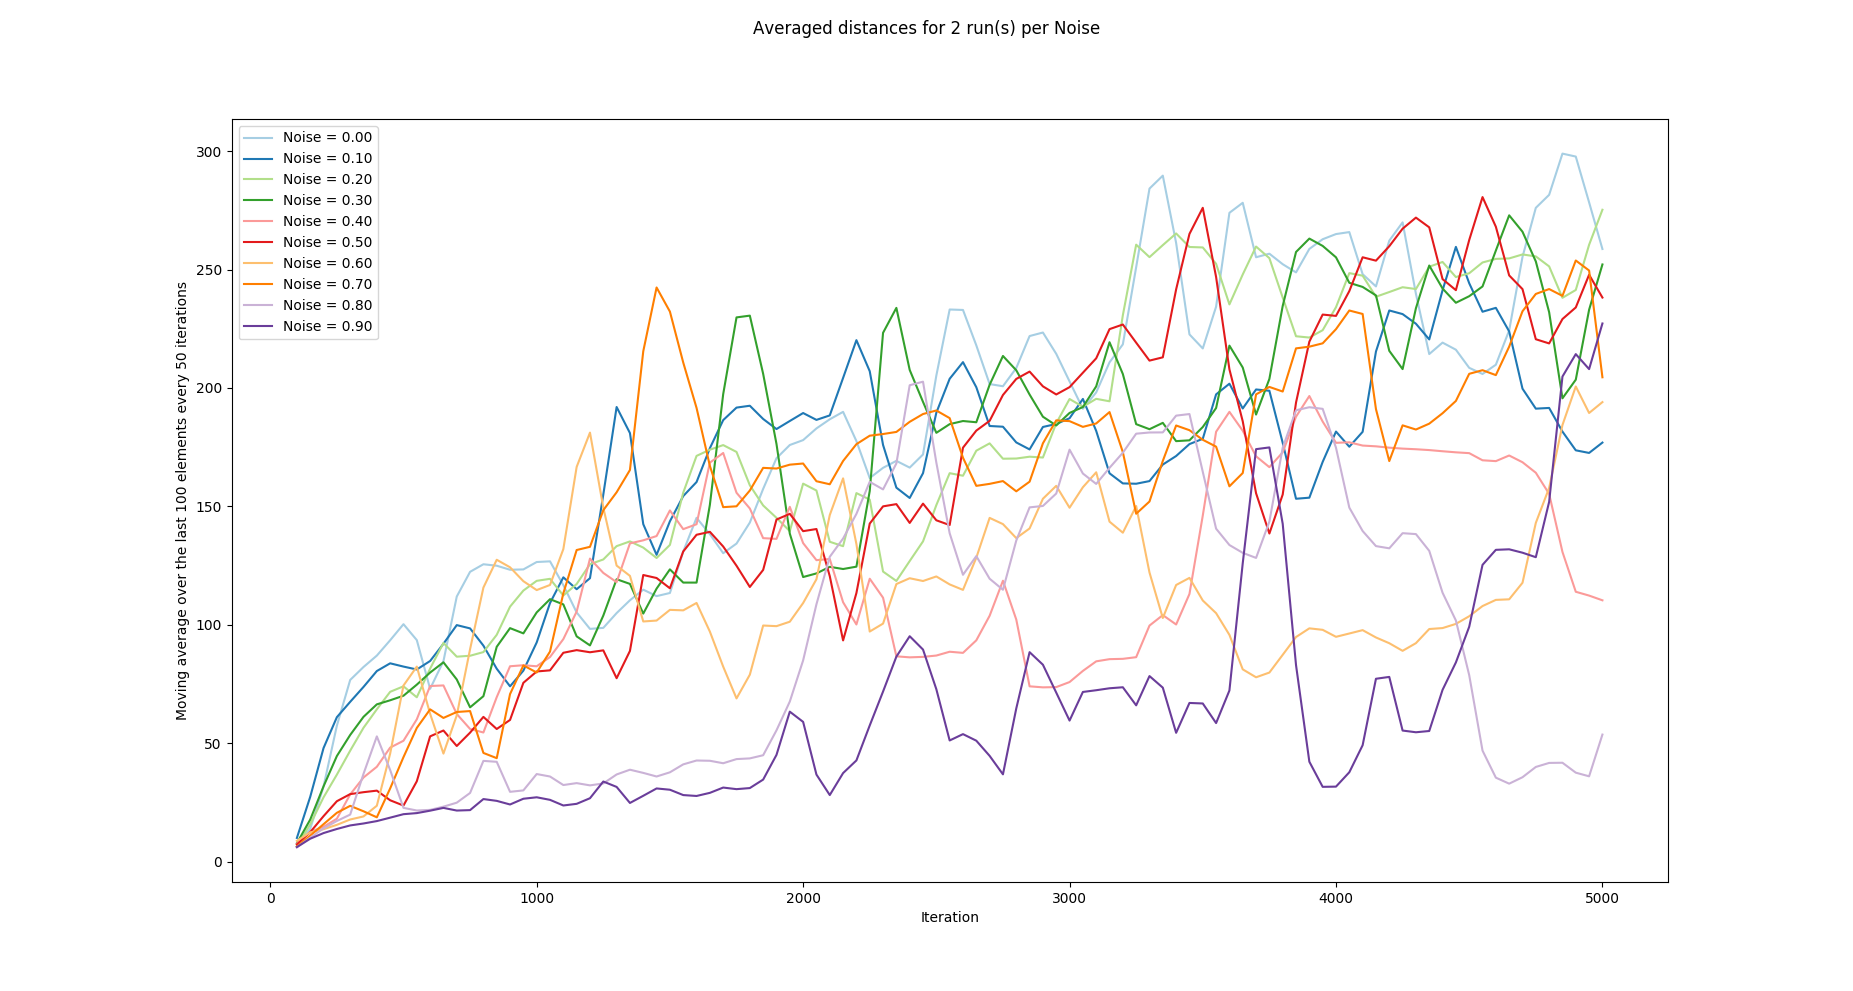 Averaged distances for 2 run(s) per Noise
Noise = 0.00
Noise = 0.10
Noise = 0.20
Noise = 0.30
Noise = 0.40
Noise = 0.50
Noise = 0.60
Noise = 0.70
Noise = 0.80
Noise = 0.90
Moving average over the last 100 elements every 50 iterations
300
250
200
150
100
50
0
0 1000 2000 3000 4000 5000
Iteration